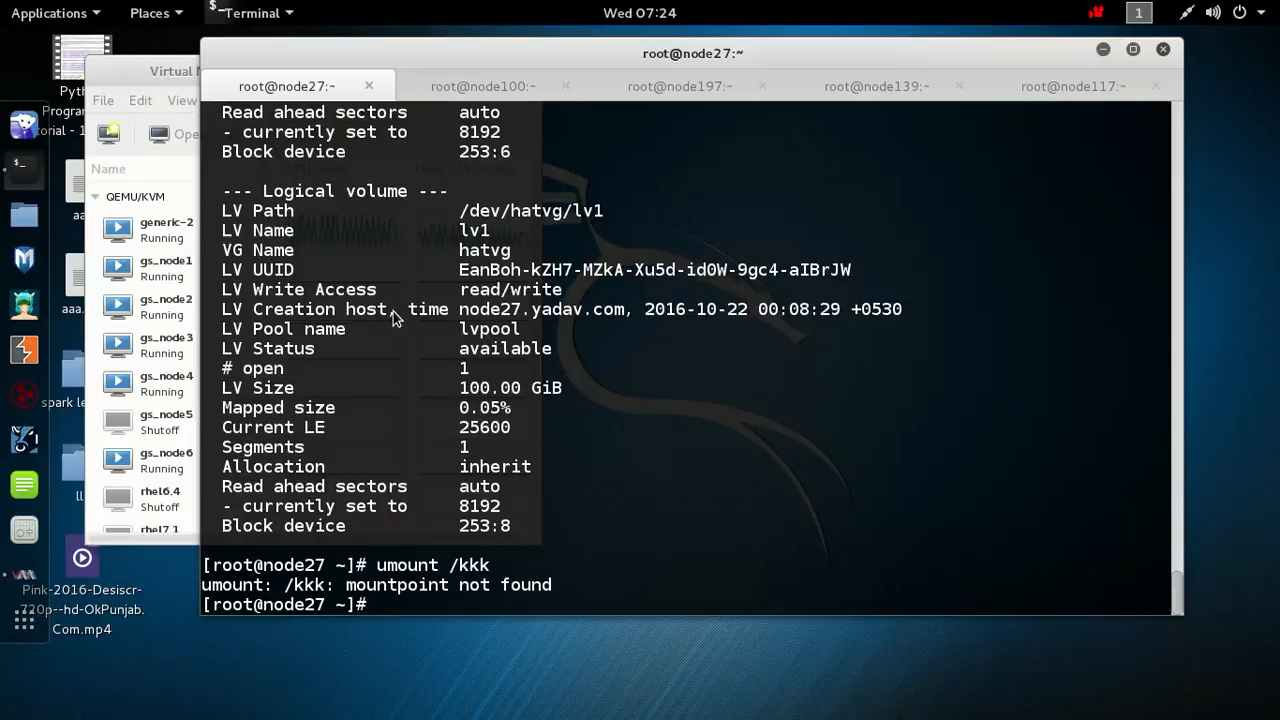 Applications
Places
Terminal
Wed 07:24
1
root@node27:~
root@node27:~
root@node100:~
root@node197:~
root@node139:~
root@node117:~
Virtual
File Edit View
Name
QEMU/KVM
generic-2
Running
gs_node1
Running
gs_node2
Running
gs_node3
Running
gs_node4
Running
gs_node5
Shutoff
gs_node6
Running
rhel6.4
Shutoff
rhel7.1
Read ahead sectors auto
- currently set to 8192
Block device 253:6
--- Logical volume ---
LV Path /dev/hatvg/lv1
LV Name lv1
VG Name hatvg
LV UUID EanBoh-kZH7-MZkA-Xu5d-id0W-9gc4-aIBrJW
LV Write Access read/write
LV Creation host, time node27.yadav.com, 2016-10-22 00:08:29 +0530
LV Pool name lvpool
LV Status available
# open 1
LV Size 100.00 GiB
Mapped size 0.05%
Current LE 25600
Segments 1
Allocation inherit
Read ahead sectors auto
- currently set to 8192
Block device 253:8
[root@node27 ~]# umount /kkk
umount: /kkk: mountpoint not found
[root@node27 ~]#
Pink-2016-Desiscr-
720p--hd-OkPunjab.
Com.mp4